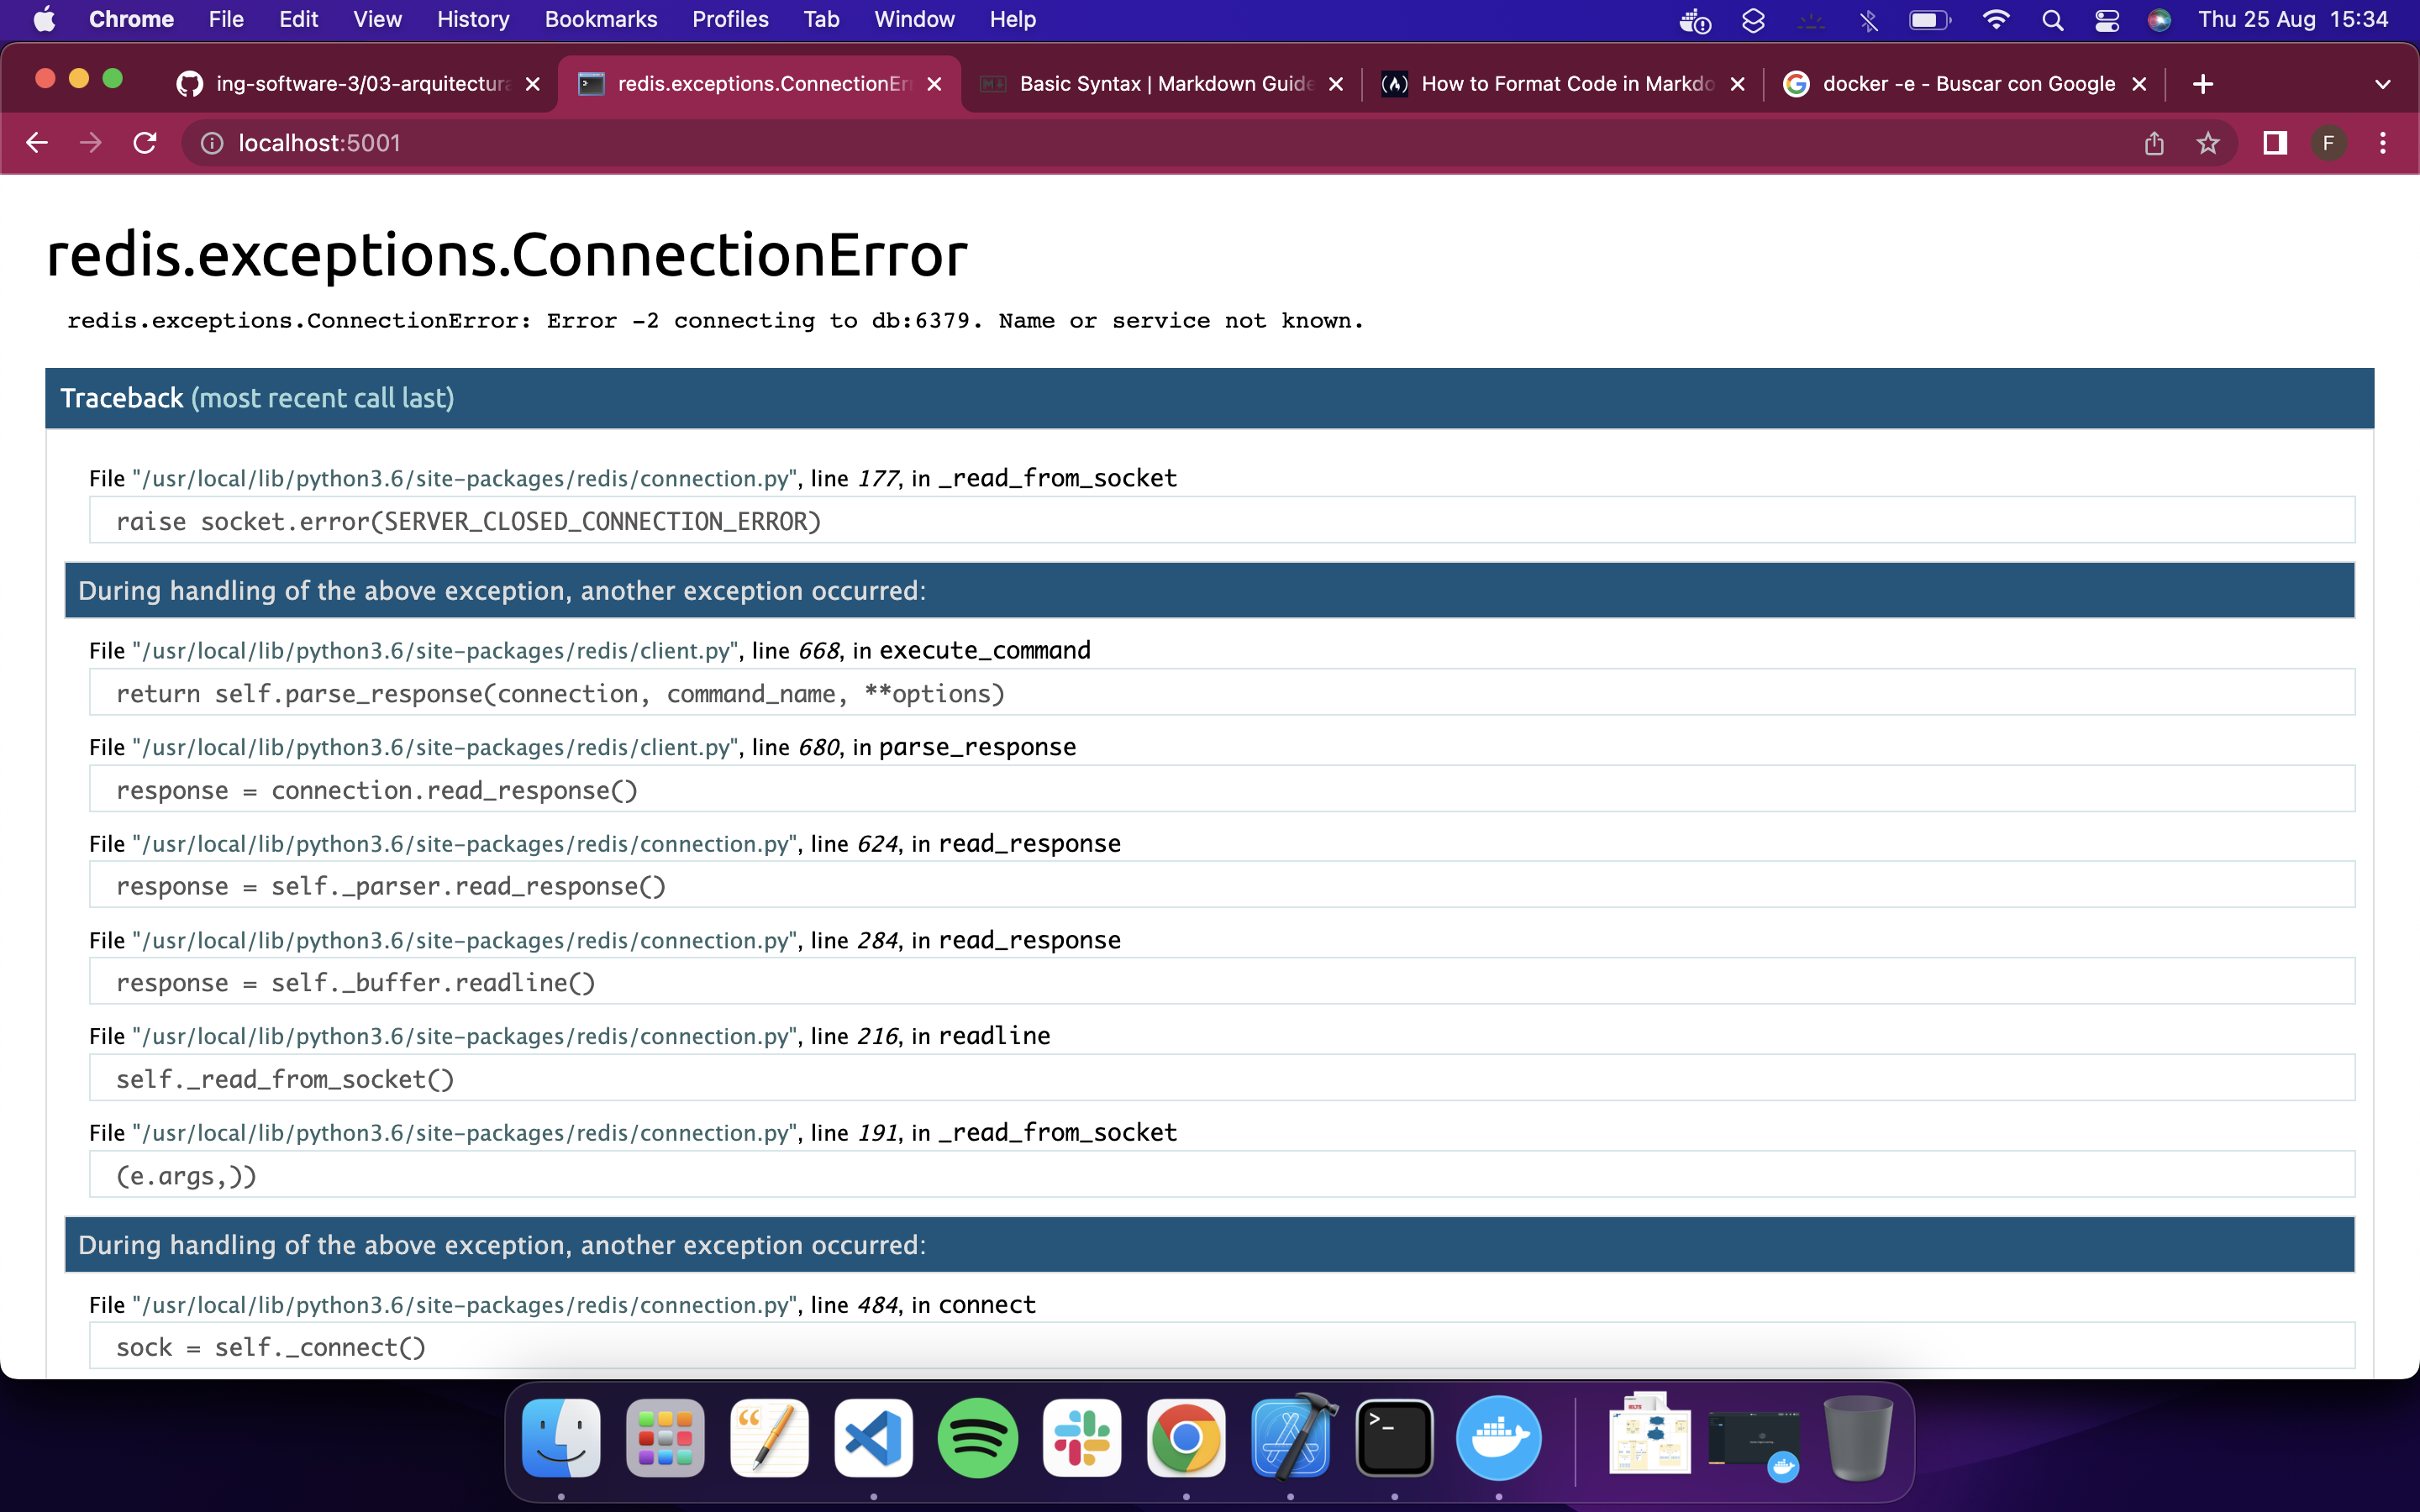 Chrome File Edit View History Bookmarks Profiles Tab Window Help Thu 25 Aug 15:34
ing-software-3/03-arquitectura redis.exceptions.ConnectionErr Basic Syntax | Markdown Guide How to Format Code in Markdo docker -e - Buscar con Google
localhost:5001 F
redis.exceptions.ConnectionError
redis.exceptions.ConnectionError: Error -2 connecting to db:6379. Name or service not known.
Traceback (most recent call last)
File "/usr/local/lib/python3.6/site-packages/redis/connection.py", line 177, in _read_from_socket
raise socket.error(SERVER_CLOSED_CONNECTION_ERROR)
During handling of the above exception, another exception occurred:
File "/usr/local/lib/python3.6/site-packages/redis/client.py", line 668, in execute_command
return self.parse_response(connection, command_name, **options)
File "/usr/local/lib/python3.6/site-packages/redis/client.py", line 680, in parse_response
response = connection.read_response()
File "/usr/local/lib/python3.6/site-packages/redis/connection.py", line 624, in read_response
response = self._parser.read_response()
File "/usr/local/lib/python3.6/site-packages/redis/connection.py", line 284, in read_response
response = self._buffer.readline()
File "/usr/local/lib/python3.6/site-packages/redis/connection.py", line 216, in readline
self._read_from_socket()
File "/usr/local/lib/python3.6/site-packages/redis/connection.py", line 191, in _read_from_socket
(e.args,))
During handling of the above exception, another exception occurred:
File "/usr/local/lib/python3.6/site-packages/redis/connection.py", line 484, in connect
sock = self._connect()